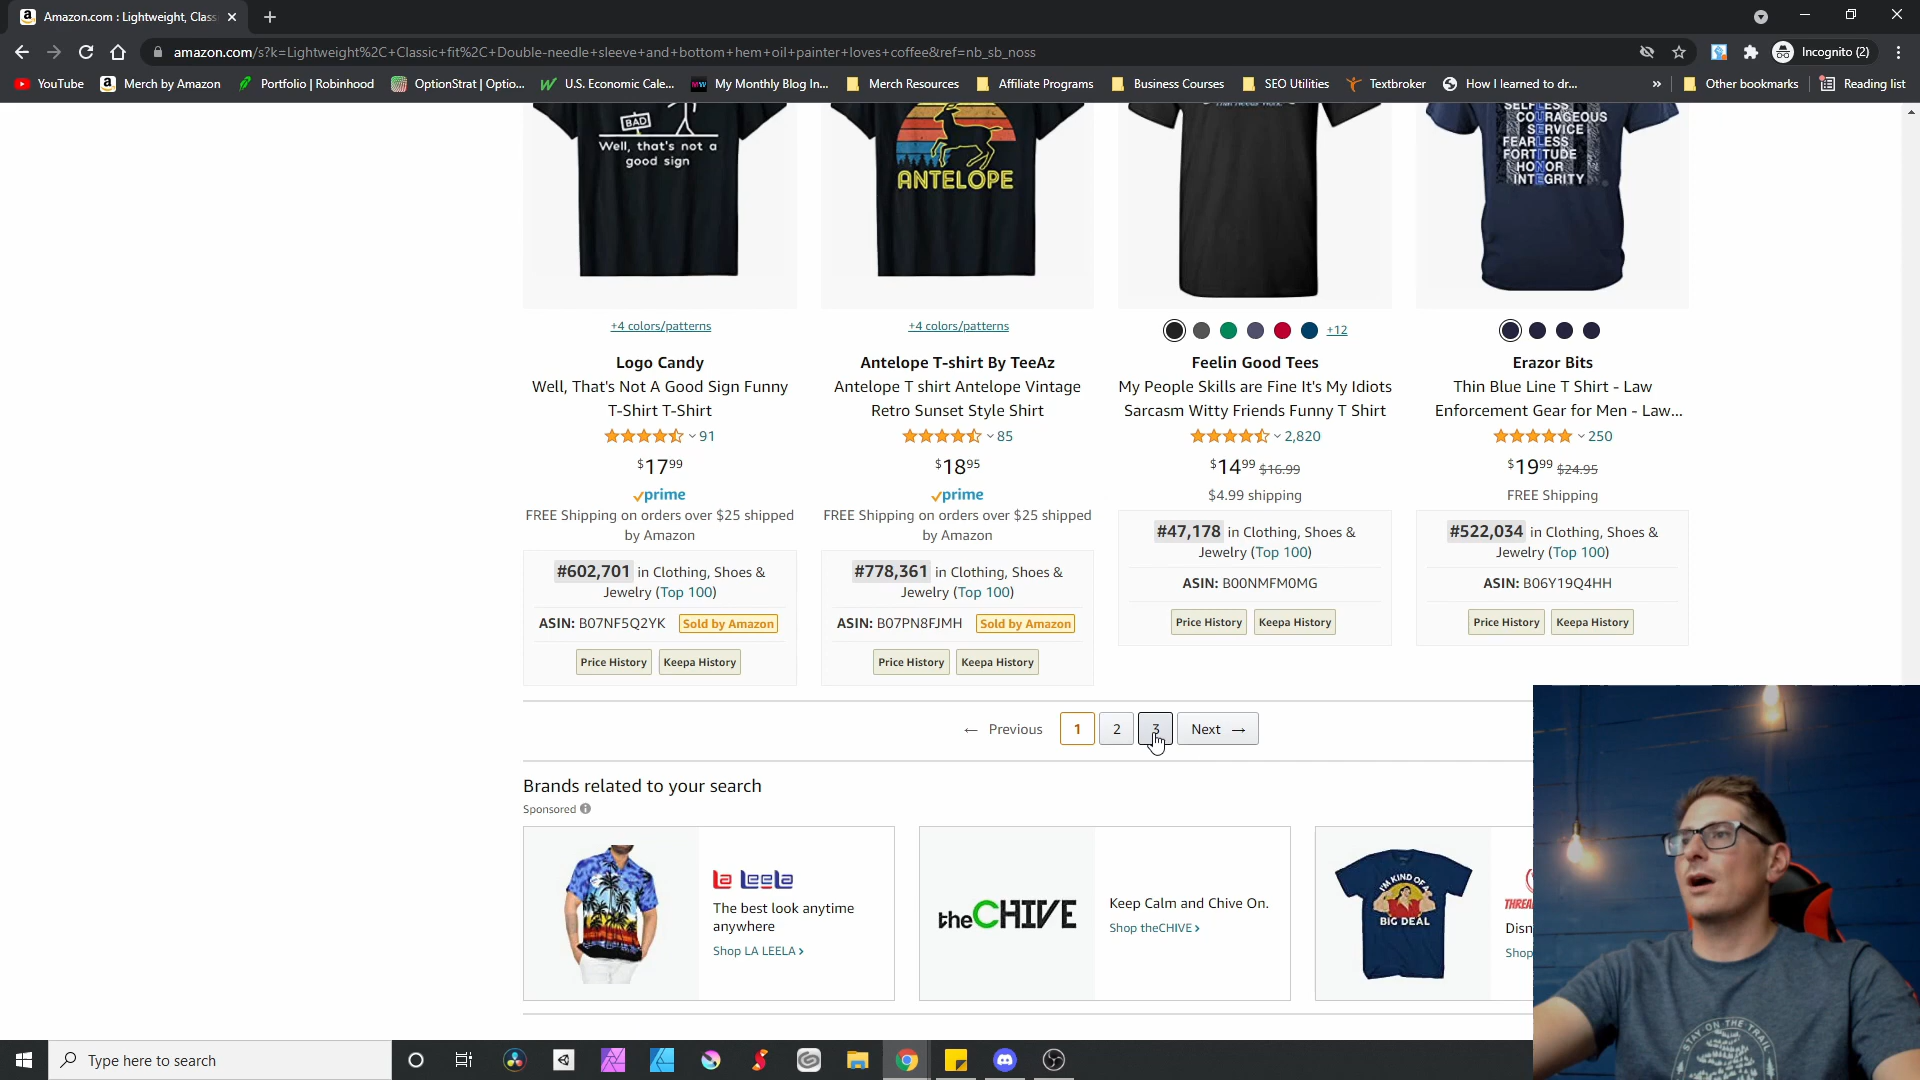 Amazon.com : Lightweight, Clas
amazon.com/s?k=Lightweight%2C+Classic+fit%2C+Double-needle+sleeve+and+bottom+hem+oil+painter+loves+coffee&ref=nb_sb_noss
Incognito (2)
YouTube
Merch by Amazon
Portfolio | Robinhood
OptionStrat | Optio...
U.S. Economic Cale...
My Monthly Blog In...
Merch Resources
Affiliate Programs
Business Courses
SEO Utilities
Textbroker
How I learned to dr...
»
Other bookmarks
Reading list
BAD
Well, that's not a
good sign
ANTELOPE
That Needs Work.
SELFLESS
COURAGEOUS
SERVICE
FEARLESS
FORTITUDE
HONOR
INTEGRITY
+4 colors/patterns
Logo Candy
Well, That's Not A Good Sign Funny
T-Shirt T-Shirt
91
$17.99
prime
FREE Shipping on orders over $25 shipped
by Amazon
#602,701 in Clothing, Shoes &
Jewelry (Top 100)
ASIN: B07NF5Q2YK Sold by Amazon
Price History Keepa History
+4 colors/patterns
Antelope T-shirt By TeeAz
Antelope T shirt Antelope Vintage
Retro Sunset Style Shirt
85
$18.95
prime
FREE Shipping on orders over $25 shipped
by Amazon
#778,361 in Clothing, Shoes &
Jewelry (Top 100)
ASIN: B07PN8FJMH Sold by Amazon
Price History Keepa History
+12
Feelin Good Tees
My People Skills are Fine It's My Idiots
Sarcasm Witty Friends Funny T Shirt
2,820
$14.99 $16.99
$4.99 shipping
#47,178 in Clothing, Shoes &
Jewelry (Top 100)
ASIN: B00NMFM0MG
Price History Keepa History
Erazor Bits
Thin Blue Line T Shirt - Law
Enforcement Gear for Men - Law...
250
$19.99 $24.95
FREE Shipping
#522,034 in Clothing, Shoes &
Jewelry (Top 100)
ASIN: B06Y19Q4HH
Price History Keepa History
← Previous 1 2 3 Next →
Brands related to your search
Sponsored
La Leela
The best look anytime
anywhere
Shop LA LEELA ›
theCHIVE
Keep Calm and Chive On.
Shop theCHIVE ›
I'M KIND OF A
BIG DEAL
THREA
Disn
Shop
STAY ON THE TRAIL
Type here to search